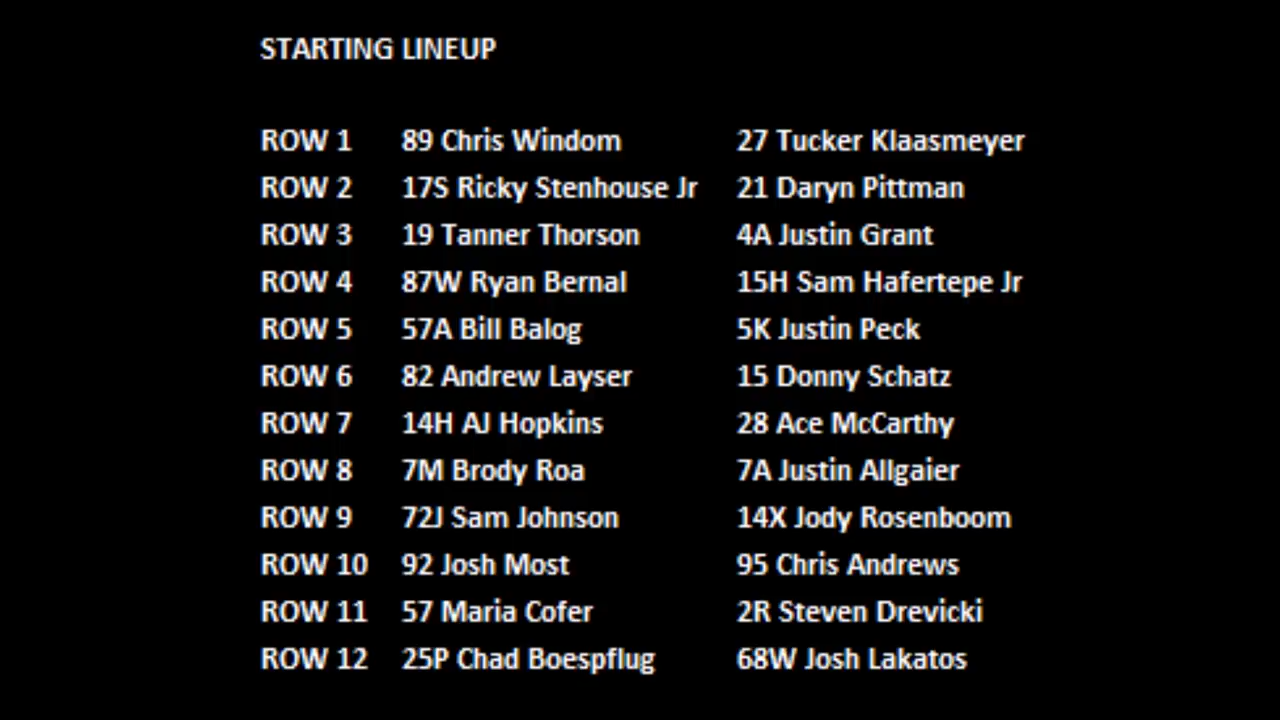 STARTING LINEUP
ROW 1 89 Chris Windom 27 Tucker Klaasmeyer
ROW 2 17S Ricky Stenhouse Jr 21 Daryn Pittman
ROW 3 19 Tanner Thorson 4A Justin Grant
ROW 4 87W Ryan Bernal 15H Sam Hafertepe Jr
ROW 5 57A Bill Balog 5K Justin Peck
ROW 6 82 Andrew Layser 15 Donny Schatz
ROW 7 14H AJ Hopkins 28 Ace McCarthy
ROW 8 7M Brody Roa 7A Justin Allgaier
ROW 9 72J Sam Johnson 14X Jody Rosenboom
ROW 10 92 Josh Most 95 Chris Andrews
ROW 11 57 Maria Cofer 2R Steven Drevicki
ROW 12 25P Chad Boespflug 68W Josh Lakatos